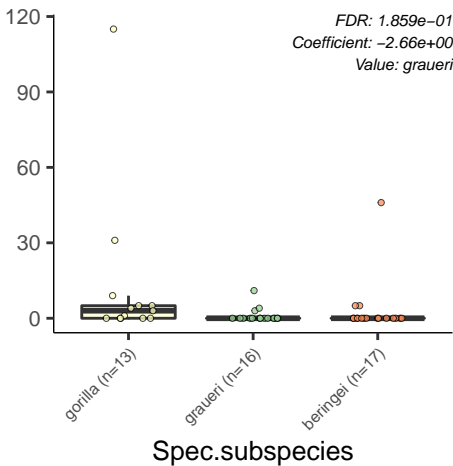 FDR: 1.859e−01
Coefficient: −2.66e+00
Value: graueri
120
90
60
30
0
gorilla (n=13)
graueri (n=16)
beringei (n=17)
Spec.subspecies